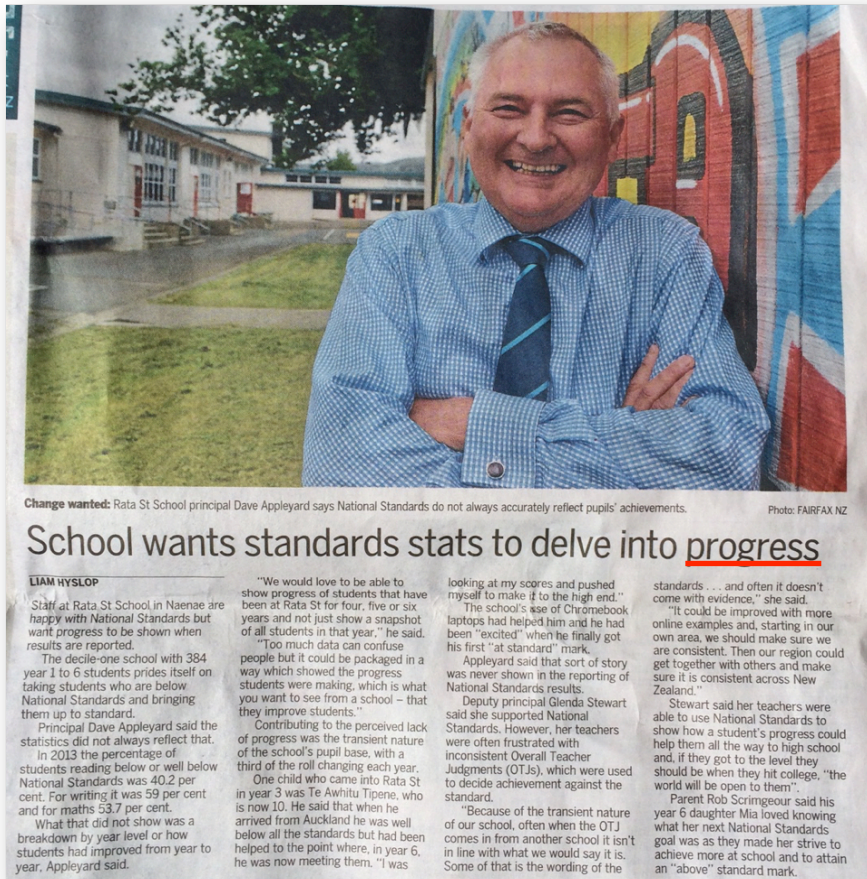 Change wanted: Rata St School principal Dave Appleyard says National Standards do not always accurately reflect pupils' achievements.
Photo: FAIRFAX NZ
School wants standards stats to delve into progress
LIAM HYSLOP
Staff at Rata St School in Naenae are
happy with National Standards but
want progress to be shown when
results are reported.
The decile-one school with 384
year 1 to 6 students prides itself on
taking students who are below
National Standards and bringing
them up to standard.
Principal Dave Appleyard said the
statistics did not always reflect that.
In 2013 the percentage of
students reading below or well below
National Standards was 40.2 per
cent. For writing it was 59 per cent
and for maths 53.7 per cent.
What that did not show was a
breakdown by year level or how
students had improved from year to
year, Appleyard said.
"We would love to be able to
show progress of students that have
been at Rata St for four, five or six
years and not just show a snapshot
of all students in that year," he said.
"Too much data can confuse
people but it could be packaged in a
way which showed the progress
students were making, which is what
you want to see from a school – that
they improve students."
Contributing to the perceived lack
of progress was the transient nature
of the school's pupil base, with a
third of the roll changing each year.
One child who came into Rata St
in year 3 was Te Awhitu Tipene, who
is now 10. He said that when he
arrived from Auckland he was well
below all the standards but had been
helped to the point where, in year 6,
he was now meeting them. "I was
looking at my scores and pushed
myself to make it to the high end."
The school's use of Chromebook
laptops had helped him and he had
been "excited" when he finally got
his first "at standard" mark.
Appleyard said that sort of story
was never shown in the reporting of
National Standards results.
Deputy principal Glenda Stewart
said she supported National
Standards. However, her teachers
were often frustrated with
inconsistent Overall Teacher
Judgments (OTJs), which were used
to decide achievement against the
standard.
"Because of the transient nature
of our school, often when the OTJ
comes in from another school it isn't
in line with what we would say it is.
Some of that is the wording of the
standards . . . and often it doesn't
come with evidence," she said.
"It could be improved with more
online examples and, starting in our
own area, we should make sure we
are consistent. Then our region could
get together with others and make
sure it is consistent across New
Zealand."
Stewart said her teachers were
able to use National Standards to
show how a student's progress could
help them all the way to high school
and, if they got to the level they
should be when they hit college, "the
world will be open to them".
Parent Rob Scrimgeour said his
year 6 daughter Mia loved knowing
what her next National Standards
goal was as they made her strive to
achieve more at school and to attain
an "above" standard mark.